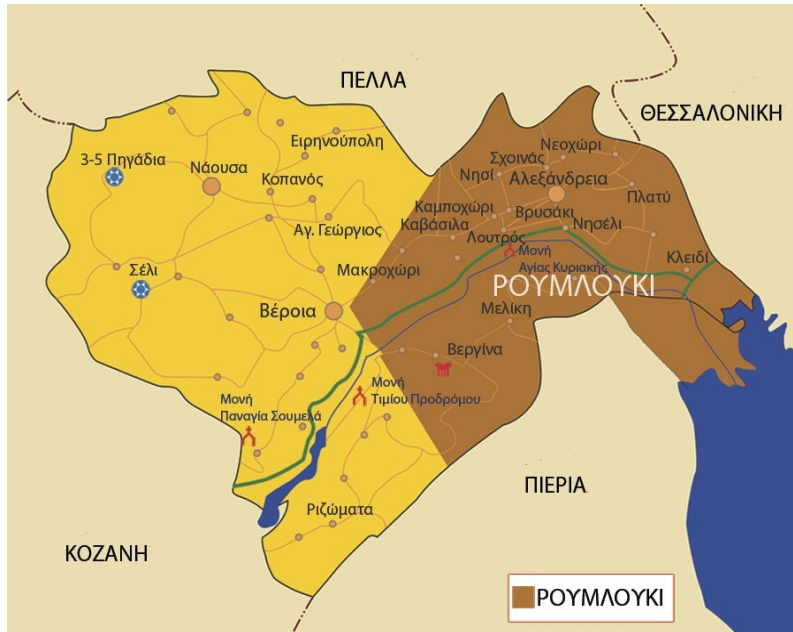 ΠΕΛΛΑ
ΘΕΣΣΑΛΟΝΙΚΗ
Ειρηνούπολη
Νεοχώρι
3-5 Πηγάδια
Σχοινάς
Νάουσα
Νησί
Αλεξάνδρεια
Κοπανός
Πλατύ
Καμποχώρι
Βρυσάκι
Καβάσιλα
Νησέλι
Αγ. Γεώργιος
Λουτρός
Μονή
Αγίας Κυριακής
Κλειδί
Σέλι
Μακροχώρι
ΡΟΥΜΛΟΥΚΙ
Βέροια
Μελίκη
Βεργίνα
Μονή
Τιμίου Προδρόμου
Μονή
Παναγία Σουμελά
ΠΙΕΡΙΑ
Ριζώματα
ΚΟΖΑΝΗ
ΡΟΥΜΛΟΥΚΙ